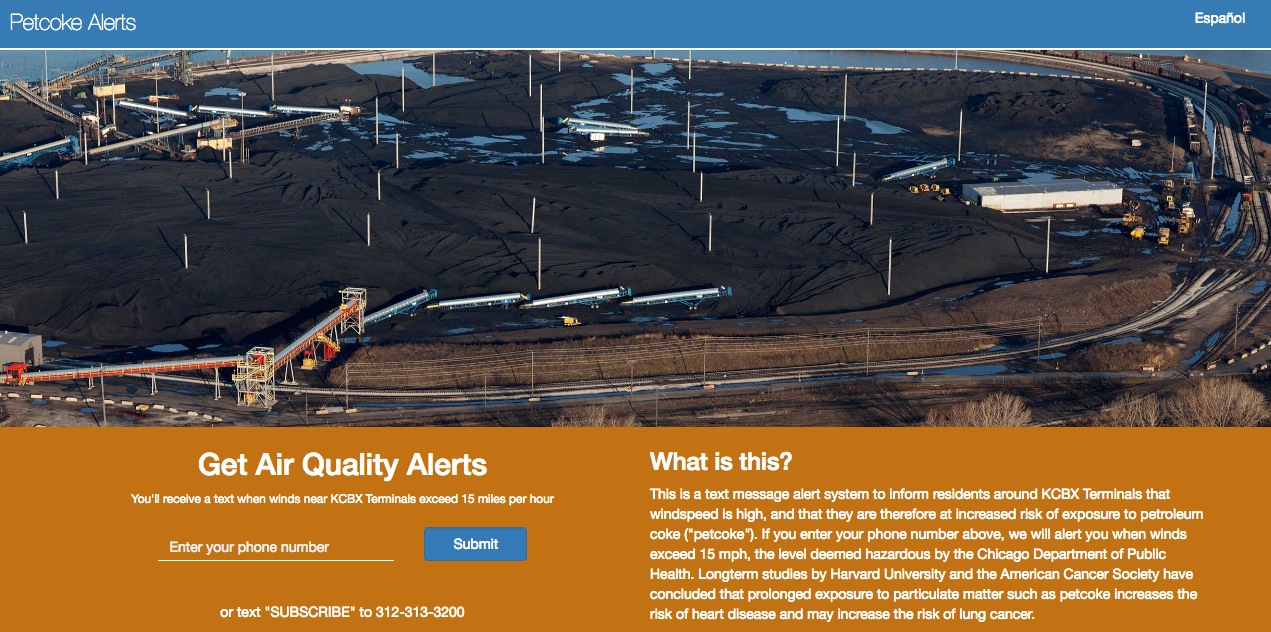 Petcoke Alerts
Español
Get Air Quality Alerts
You'll receive a text when winds near KCBX Terminals exceed 15 miles per hour
Enter your phone number
Submit
or text "SUBSCRIBE" to 312-313-3200
What is this?
This is a text message alert system to inform residents around KCBX Terminals that
windspeed is high, and that they are therefore at increased risk of exposure to petroleum
coke ("petcoke"). If you enter your phone number above, we will alert you when winds
exceed 15 mph, the level deemed hazardous by the Chicago Department of Public
Health. Longterm studies by Harvard University and the American Cancer Society have
concluded that prolonged exposure to particulate matter such as petcoke increases the
risk of heart disease and may increase the risk of lung cancer.